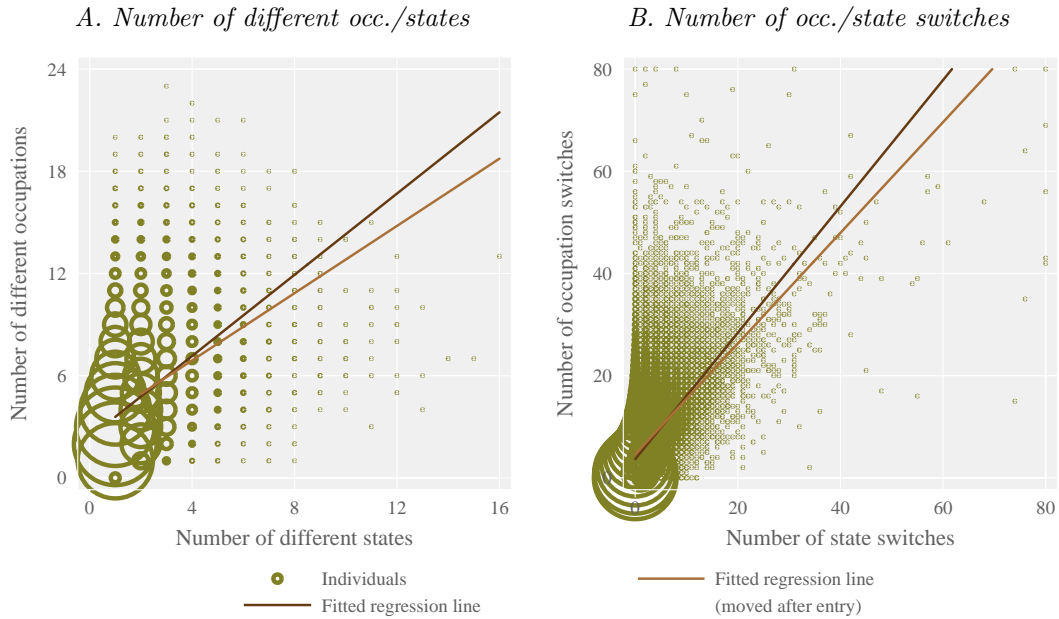 A. Number of different occ./states
B. Number of occ./state switches
Number of different occupations
24
18
12
6
0
0
4
8
12
16
Number of different states
Number of occupation switches
80
60
40
20
0
0
20
40
60
80
Number of state switches
Individuals
Fitted regression line
Fitted regression line
(moved after entry)